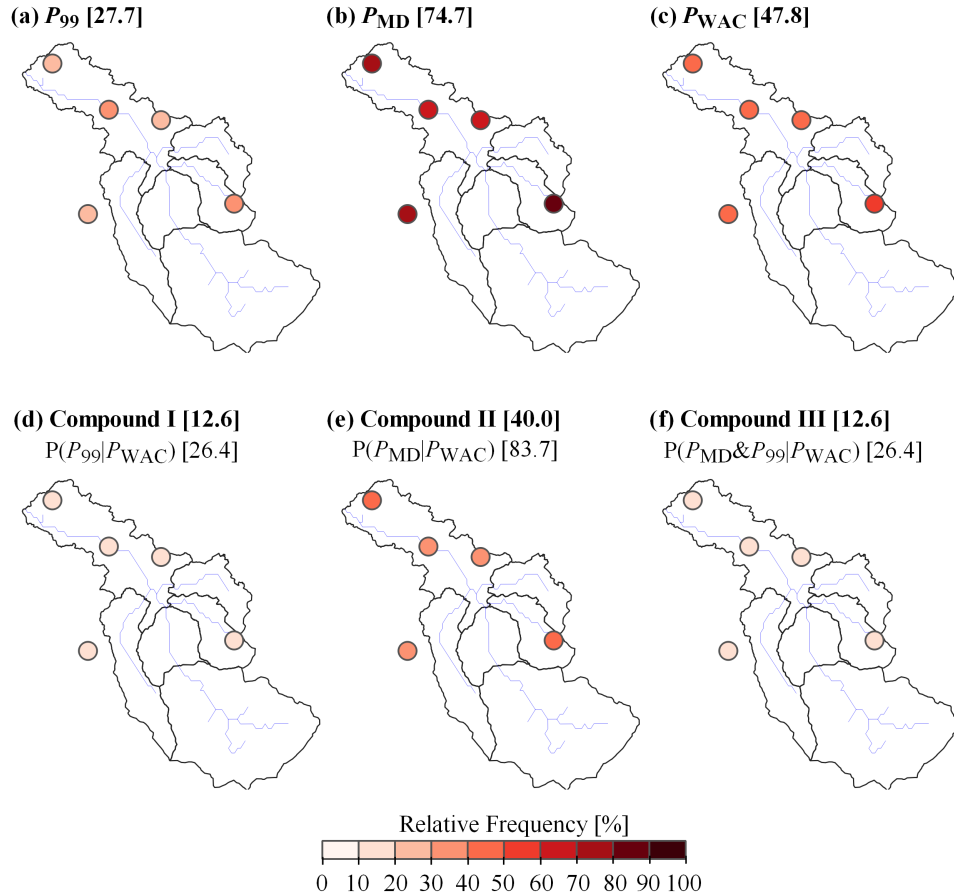 (a) P99 [27.7]
(b) PMD [74.7]
(c) PWAC [47.8]
(d) Compound I [12.6]
P(P99|PWAC) [26.4]
(e) Compound II [40.0]
P(PMD|PWAC) [83.7]
(f) Compound III [12.6]
P(PMD&P99|PWAC) [26.4]
Relative Frequency [%]
0 10 20 30 40 50 60 70 80 90 100